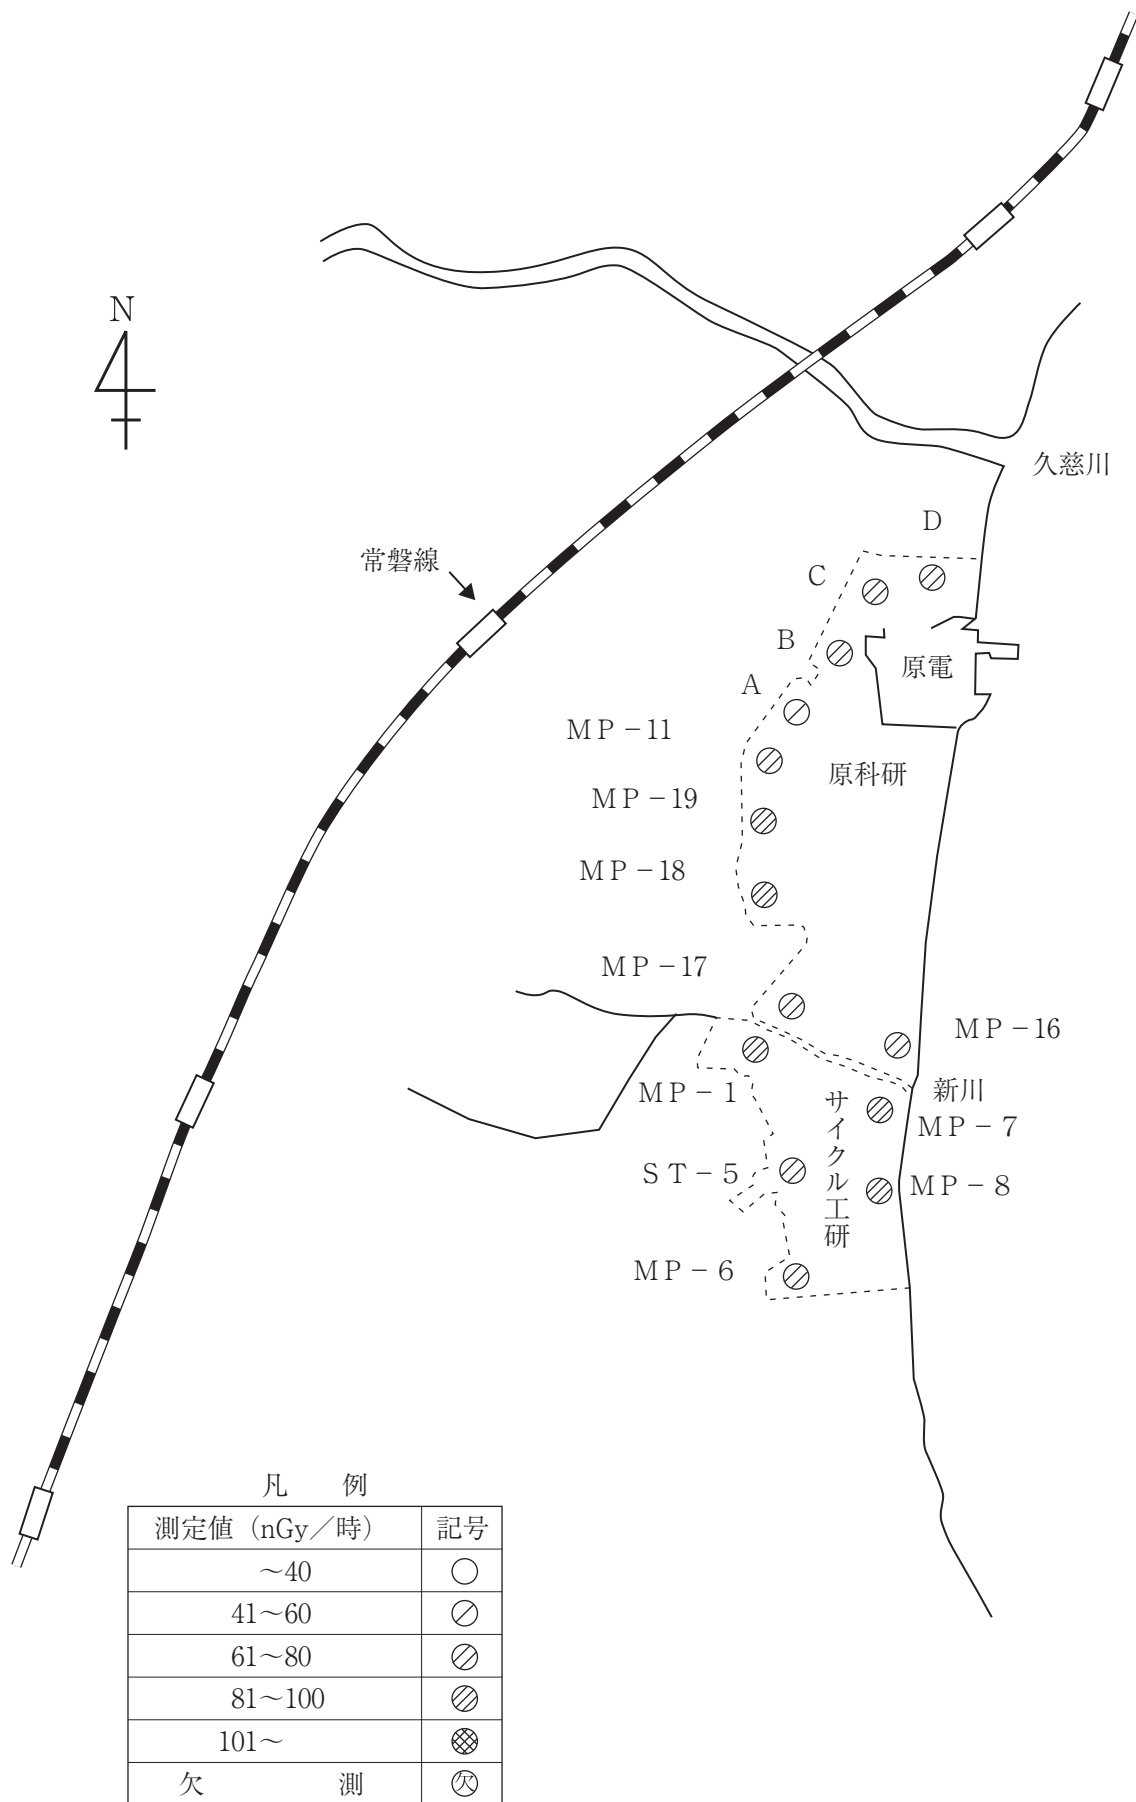 N
久慈川
D
常磐線
C
B
原電
A
MP-11
原科研
MP-19
MP-18
MP-17
MP-16
新川
MP-1
サイクル工研
MP-7
ST-5
MP-8
MP-6
凡 例
測定値(nGy/時) 記号
~40
41~60
61~80
81~100
101~
欠 測 欠